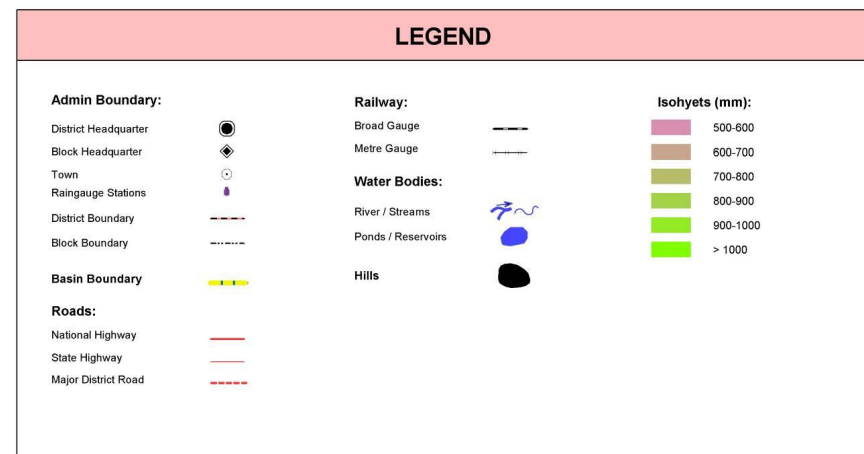 LEGEND
Admin Boundary:
District Headquarter
Block Headquarter
Town
Raingauge Stations
District Boundary
Block Boundary
Basin Boundary
Roads:
National Highway
State Highway
Major District Road
Railway:
Broad Gauge
Metre Gauge
Water Bodies:
River / Streams
Ponds / Reservoirs
Hills
Isohyets (mm):
500-600
600-700
700-800
800-900
900-1000
> 1000